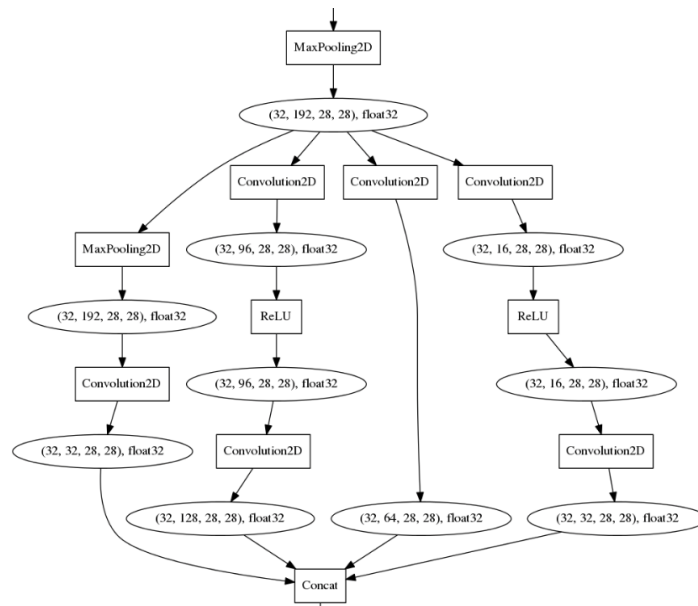 MaxPooling2D
(32, 192, 28, 28), float32
Convolution2D
Convolution2D
Convolution2D
MaxPooling2D
(32, 96, 28, 28), float32
(32, 16, 28, 28), float32
(32, 192, 28, 28), float32
ReLU
ReLU
Convolution2D
(32, 96, 28, 28), float32
(32, 16, 28, 28), float32
(32, 32, 28, 28), float32
Convolution2D
Convolution2D
(32, 128, 28, 28), float32
(32, 64, 28, 28), float32
(32, 32, 28, 28), float32
Concat